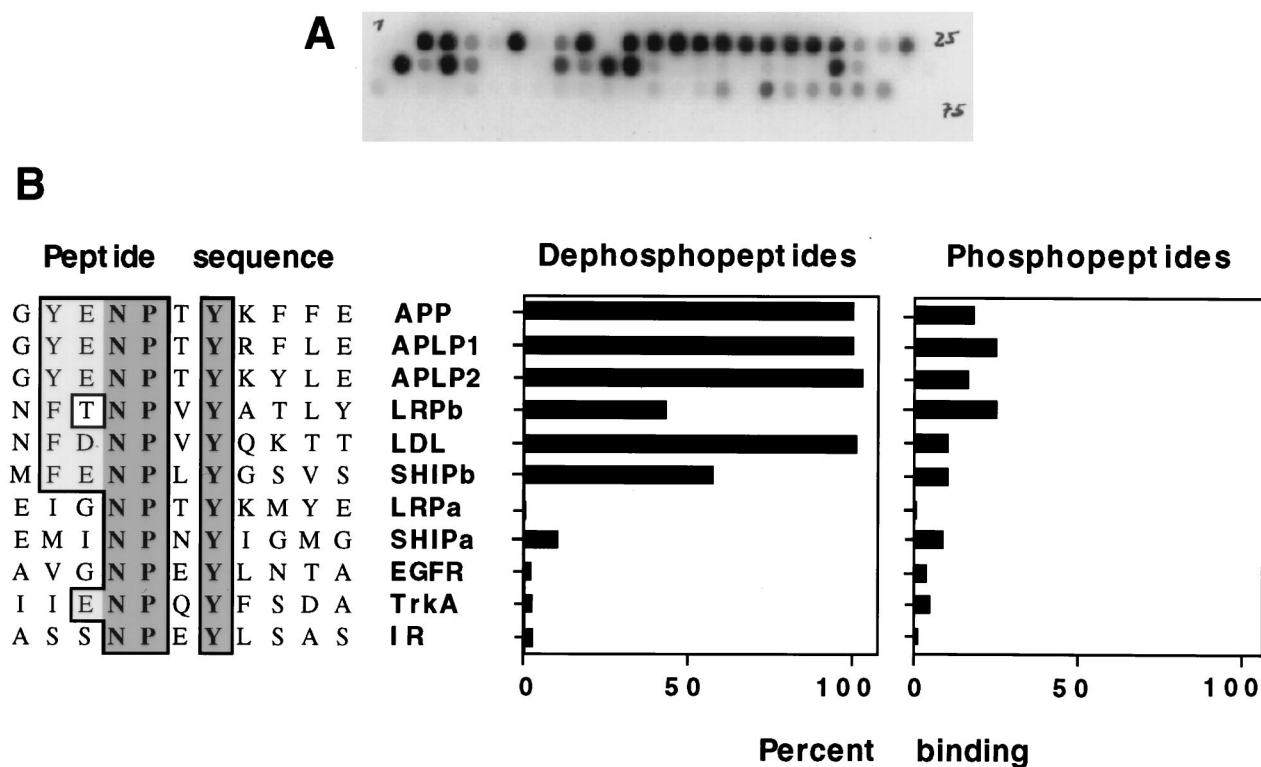 A
1
25
75
B
Peptide sequence Dephosphopeptides Phosphopeptides
G Y E N P T Y K F F E APP
G Y E N P T Y R F L E APLP1
G Y E N P T Y K Y L E APLP2
N F T N P V Y A T L Y LRPb
N F D N P V Y Q K T T LDL
M F E N P L Y G S V S SHIPb
E I G N P T Y K M Y E LRPa
E M I N P N Y I G M G SHIPa
A V G N P E Y L N T A EGFR
I I E N P Q Y F S D A TrkA
A S S N P E Y L S A S IR
0 50 100 0 50 100
Percent binding